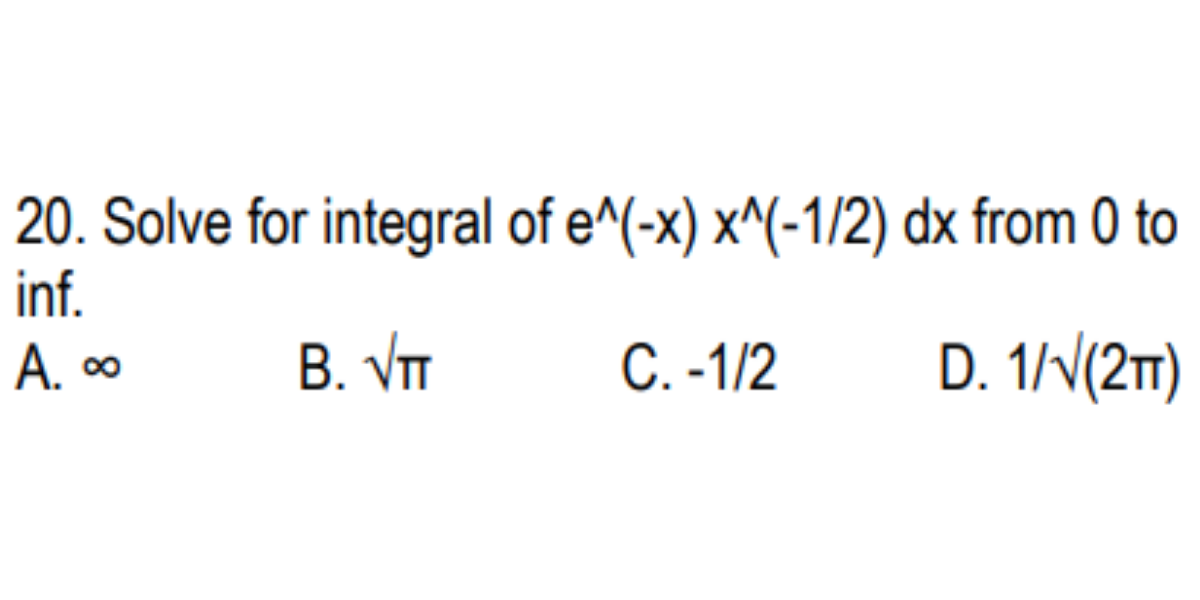 20. Solve for integral of e^(-x) x^(-1/2) dx from 0 to
inf.
A. ∞ B. √π C. -1/2 D. 1/√(2π)